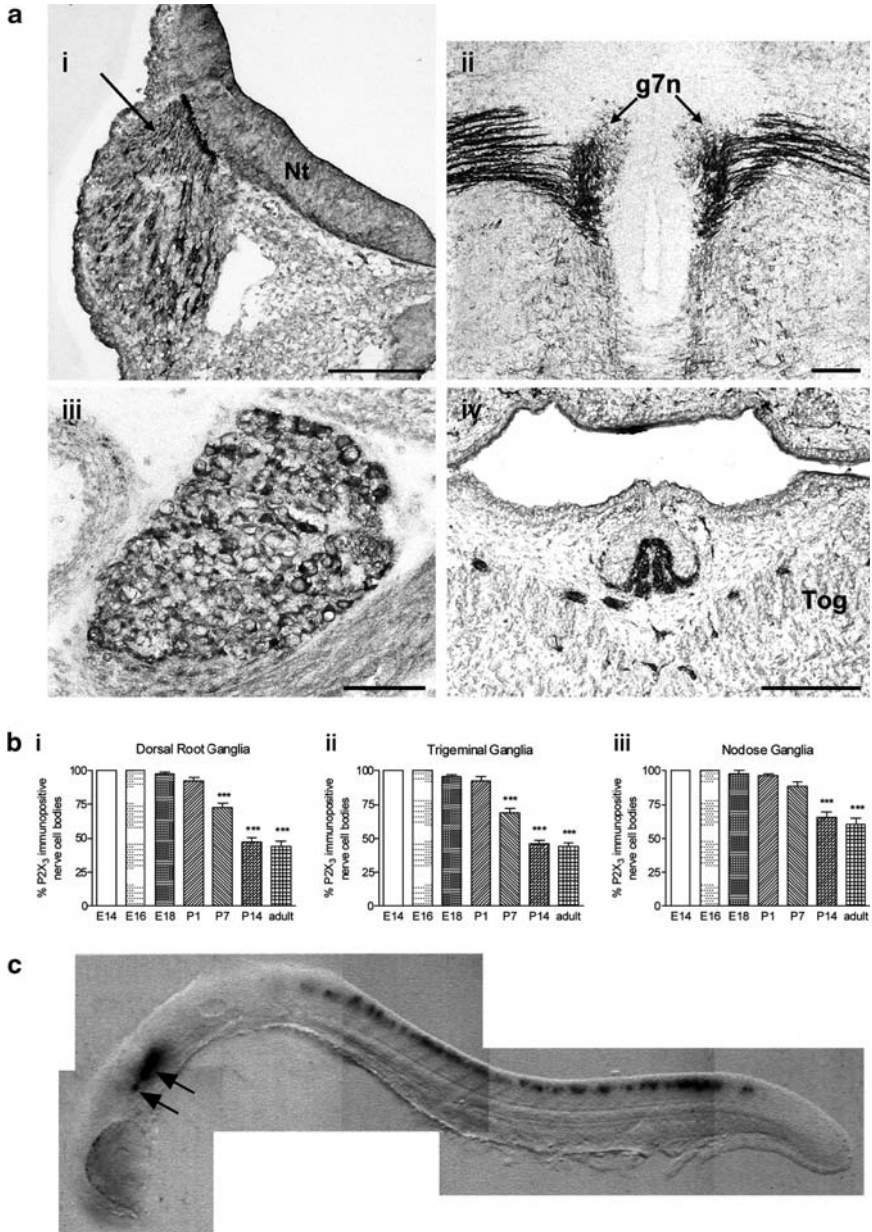 a
i
Nt
ii
g7n
iii
iv
Tog
b
i
Dorsal Root Ganglia
% P2X3 immunopositive
nerve cell bodies
100
75
50
25
0
***
***
***
E14 E16 E18 P1 P7 P14 adult
ii
Trigeminal Ganglia
% P2X3 immunopositive
nerve cell bodies
100
75
50
25
0
***
***
***
E14 E16 E18 P1 P7 P14 adult
iii
Nodose Ganglia
% P2X3 immunopositive
nerve cell bodies
100
75
50
25
0
***
***
E14 E16 E18 P1 P7 P14 adult
c